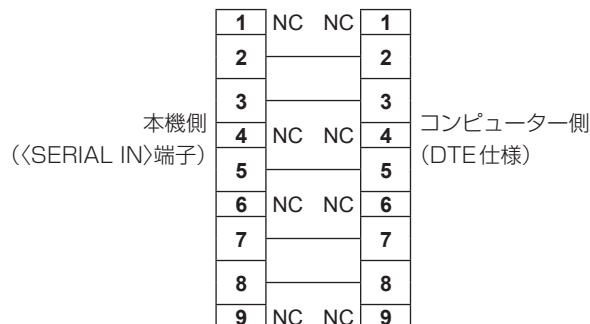 1 NC NC 1
2 2
3 3
本機側 コンピューター側
4 NC NC 4
(〈SERIAL IN〉端子) (DTE仕様)
5 5
6 NC NC 6
7 7
8 8
9 NC NC 9